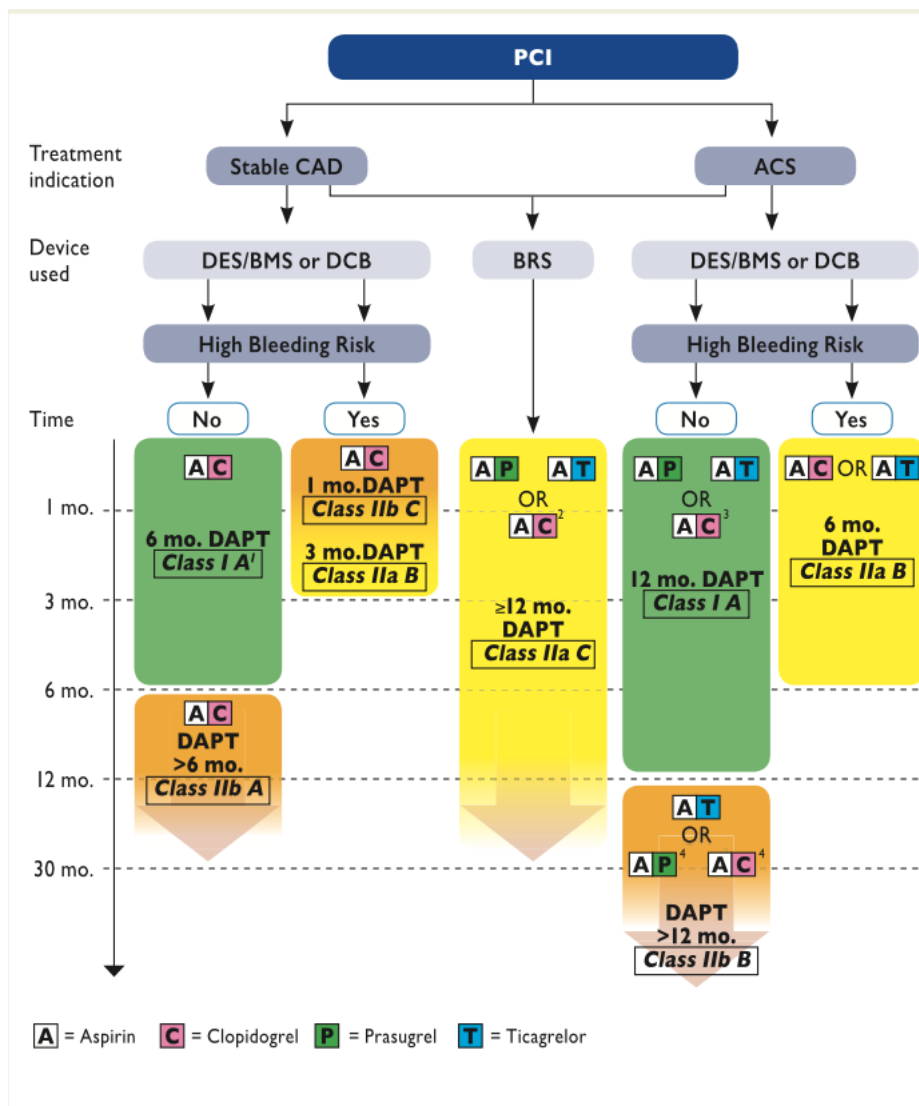 PCI
Treatment
indication
Stable CAD
ACS
Device
used
DES/BMS or DCB
BRS
DES/BMS or DCB
High Bleeding Risk
High Bleeding Risk
Time
No
Yes
No
Yes
1 mo.
3 mo.
6 mo.
12 mo.
30 mo.
A C
6 mo. DAPT
Class I A¹
A C
DAPT
>6 mo.
Class IIb A
A C
1 mo.DAPT
Class IIb C
3 mo.DAPT
Class IIa B
A P A T
OR
A C ²
≥12 mo.
DAPT
Class IIa C
A P A T
OR
A C ³
12 mo. DAPT
Class I A
A T
OR
A P ⁴ A C ⁴
DAPT
>12 mo.
Class IIb B
A C OR A T
6 mo.
DAPT
Class IIa B
A = Aspirin C = Clopidogrel P = Prasugrel T = Ticagrelor